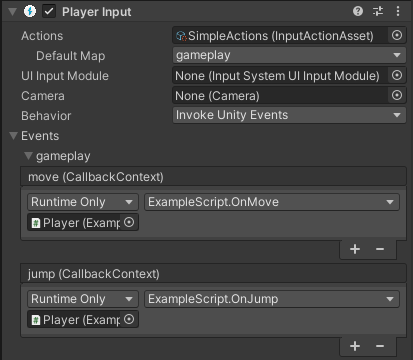 Player Input
Actions SimpleActions (InputActionAsset)
Default Map gameplay
UI Input Module None (Input System UI Input Module)
Camera None (Camera)
Behavior Invoke Unity Events
Events
gameplay
move (CallbackContext)
Runtime Only ExampleScript.OnMove
Player (Examp
+ −
jump (CallbackContext)
Runtime Only ExampleScript.OnJump
Player (Examp
+ −